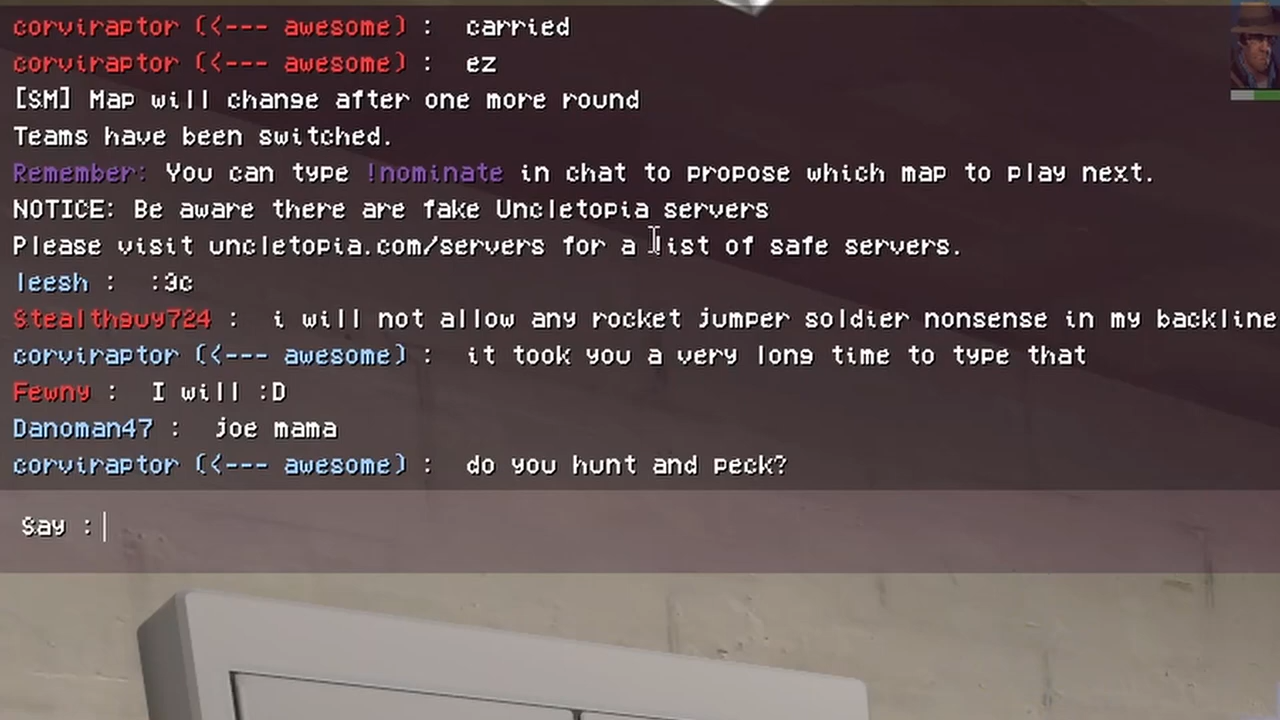 corviraptor (<--- awesome) :  carried
corviraptor (<--- awesome) :  ez
[SM] Map will change after one more round
Teams have been switched.
Remember: You can type !nominate in chat to propose which map to play next.
NOTICE: Be aware there are fake Uncletopia servers
Please visit uncletopia.com/servers for a list of safe servers.
leesh :  :3c
Stealthguy724 :  i will not allow any rocket jumper soldier nonsense in my backline
corviraptor (<--- awesome) :  it took you a very long time to type that
Fewny :  I will :D
Danoman47 :  joe mama
corviraptor (<--- awesome) :  do you hunt and peck?
Say :